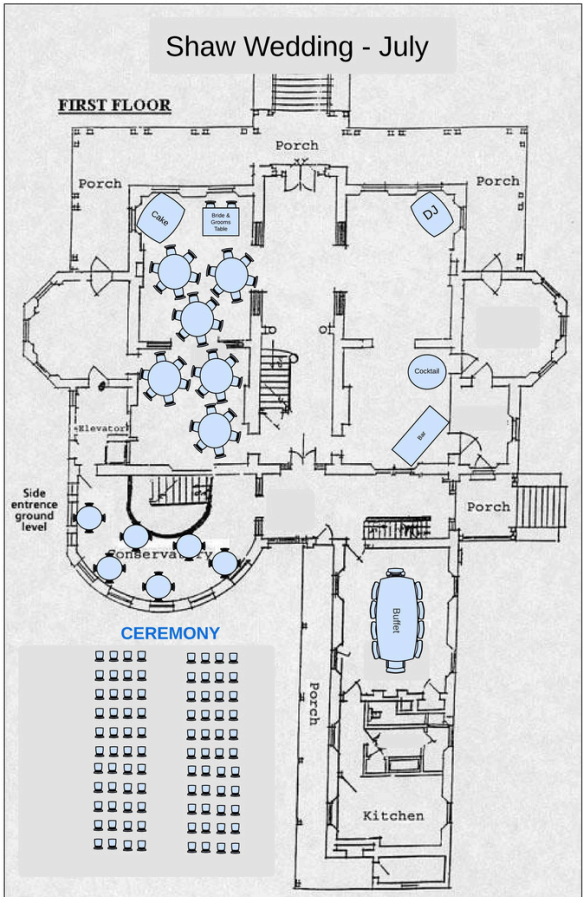 Shaw Wedding - July
FIRST FLOOR
Porch
Porch
Porch
Cake
Bride &
Grooms
Table
DJ
Cocktail
Bar
Elevator
Side
entrence
ground
level
Porch
Conservatory
Buffet
CEREMONY
Porch
Kitchen